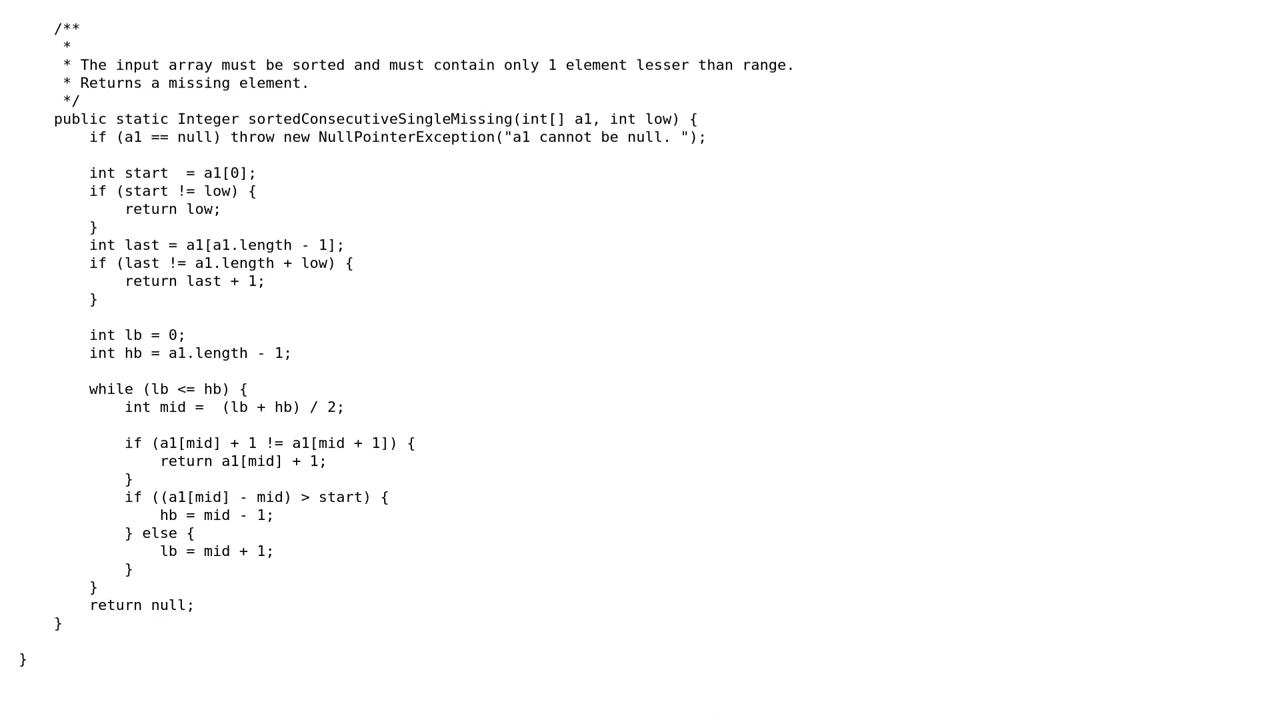 /**
     *
     * The input array must be sorted and must contain only 1 element lesser than range.
     * Returns a missing element.
     */
    public static Integer sortedConsecutiveSingleMissing(int[] a1, int low) {
        if (a1 == null) throw new NullPointerException("a1 cannot be null. ");

        int start  = a1[0];
        if (start != low) {
            return low;
        }
        int last = a1[a1.length - 1];
        if (last != a1.length + low) {
            return last + 1;
        }

        int lb = 0;
        int hb = a1.length - 1;

        while (lb <= hb) {
            int mid =  (lb + hb) / 2;

            if (a1[mid] + 1 != a1[mid + 1]) {
                return a1[mid] + 1;
            }
            if ((a1[mid] - mid) > start) {
                hb = mid - 1;
            } else {
                lb = mid + 1;
            }
        }
        return null;
    }

}